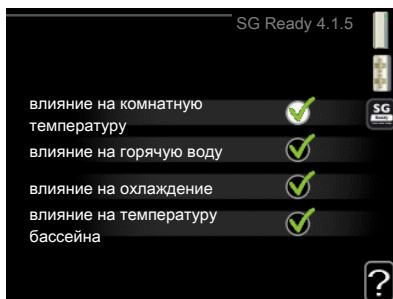 SG Ready 4.1.5
SG
Ready
влияние на комнатную
температуру
влияние на горячую воду
влияние на охлаждение
влияние на температуру
бассейна
?